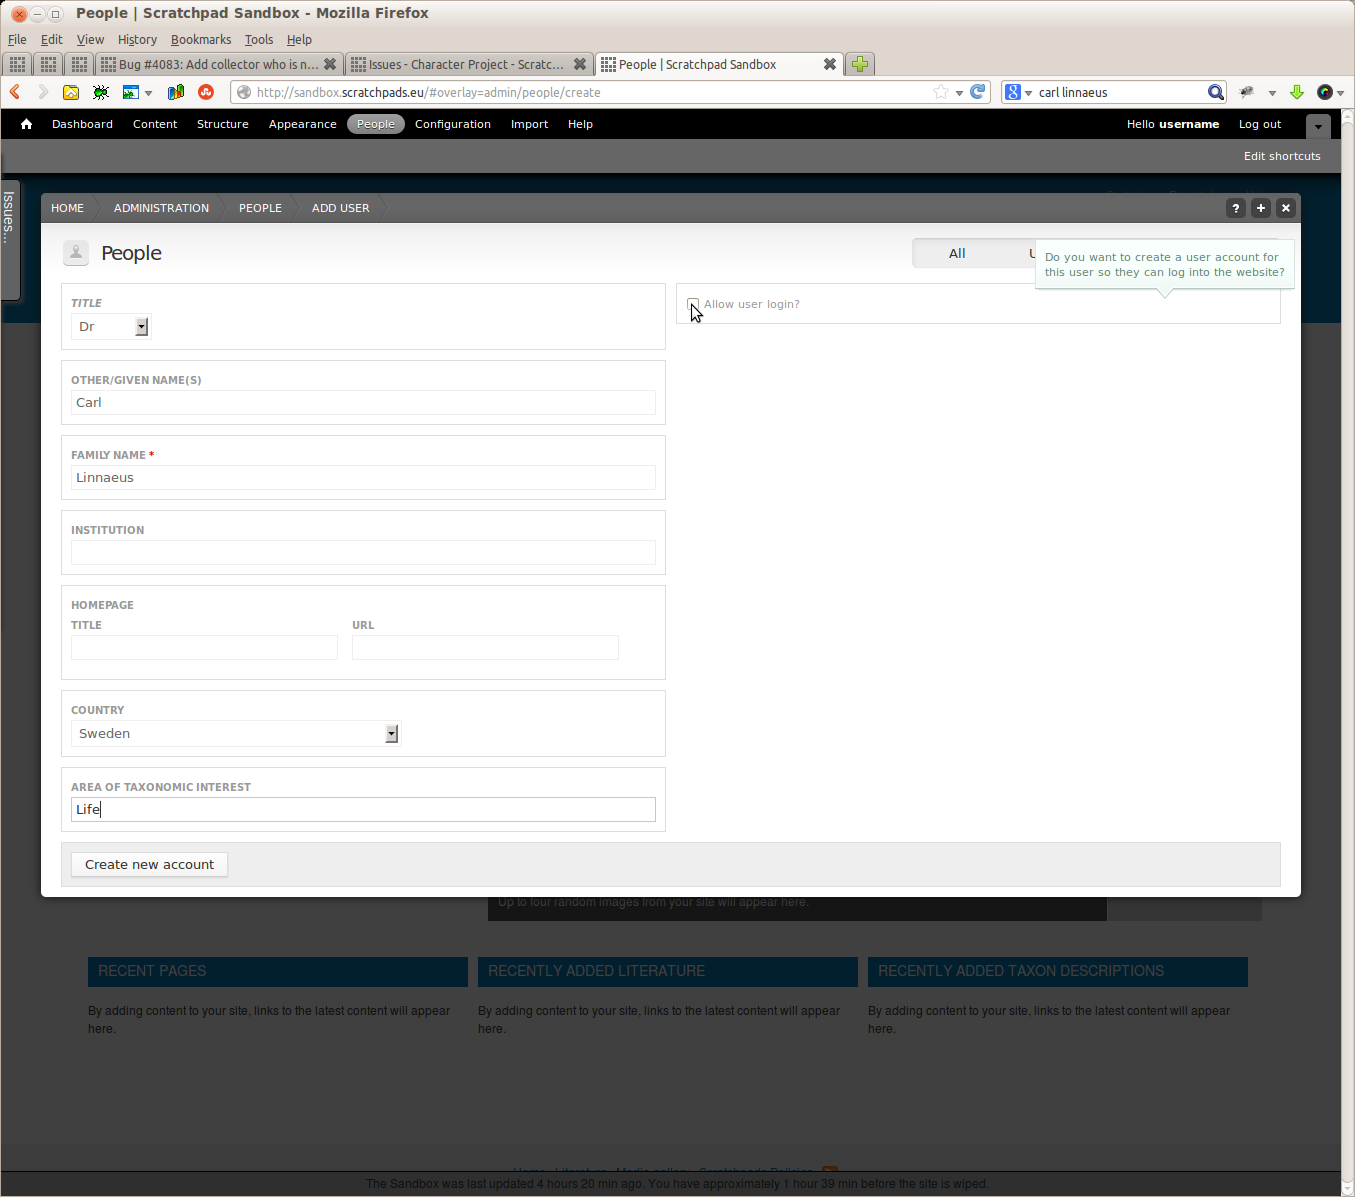 People | Scratchpad Sandbox - Mozilla Firefox
File Edit View History Bookmarks Tools Help
Bug #4083: Add collector who is n... Issues - Character Project - Scratc... People | Scratchpad Sandbox
http://sandbox.scratchpads.eu/#overlay=admin/people/create carl linnaeus
Dashboard Content Structure Appearance People Configuration Import Help Hello username Log out
Edit shortcuts
Issues...
HOME ADMINISTRATION PEOPLE ADD USER ? + ×
People
All U
Do you want to create a user account for
this user so they can log into the website?
TITLE
Dr
Allow user login?
OTHER/GIVEN NAME(S)
Carl
FAMILY NAME *
Linnaeus
INSTITUTION
HOMEPAGE
TITLE URL
COUNTRY
Sweden
AREA OF TAXONOMIC INTEREST
Life
Create new account
Up to four random images from your site will appear here.
RECENT PAGES RECENTLY ADDED LITERATURE RECENTLY ADDED TAXON DESCRIPTIONS
By adding content to your site, links to the latest content will appear By adding content to your site, links to the latest content will appear By adding content to your site, links to the latest content will appear
here. here. here.
Home Literature Media gallery Scratchpads Policies
The Sandbox was last updated 4 hours 20 min ago. You have approximately 1 hour 39 min before the site is wiped.